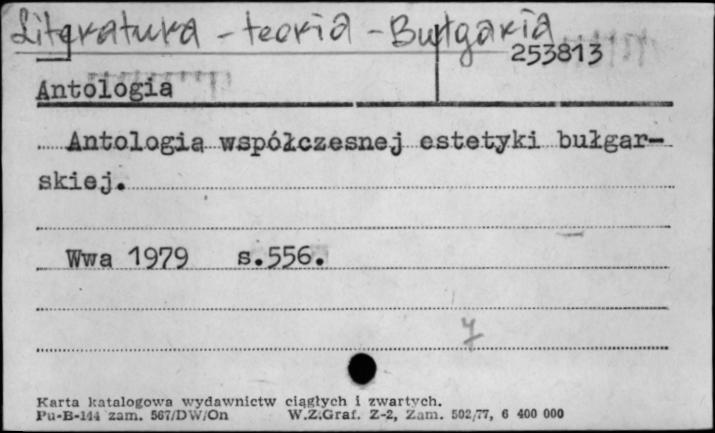 Literatura - teoria - Bułgaria
253813
Antologia
Antologia współczesnej estetyki bułgar-
skiej.
Wwa 1979 s.556.
7
Karta katalogowa wydawnictw ciągłych i zwartych.
Pu-B-144 zam. 567/DW/On W.Z.Graf. Z-2, Zam. 502/77, 6 400 000